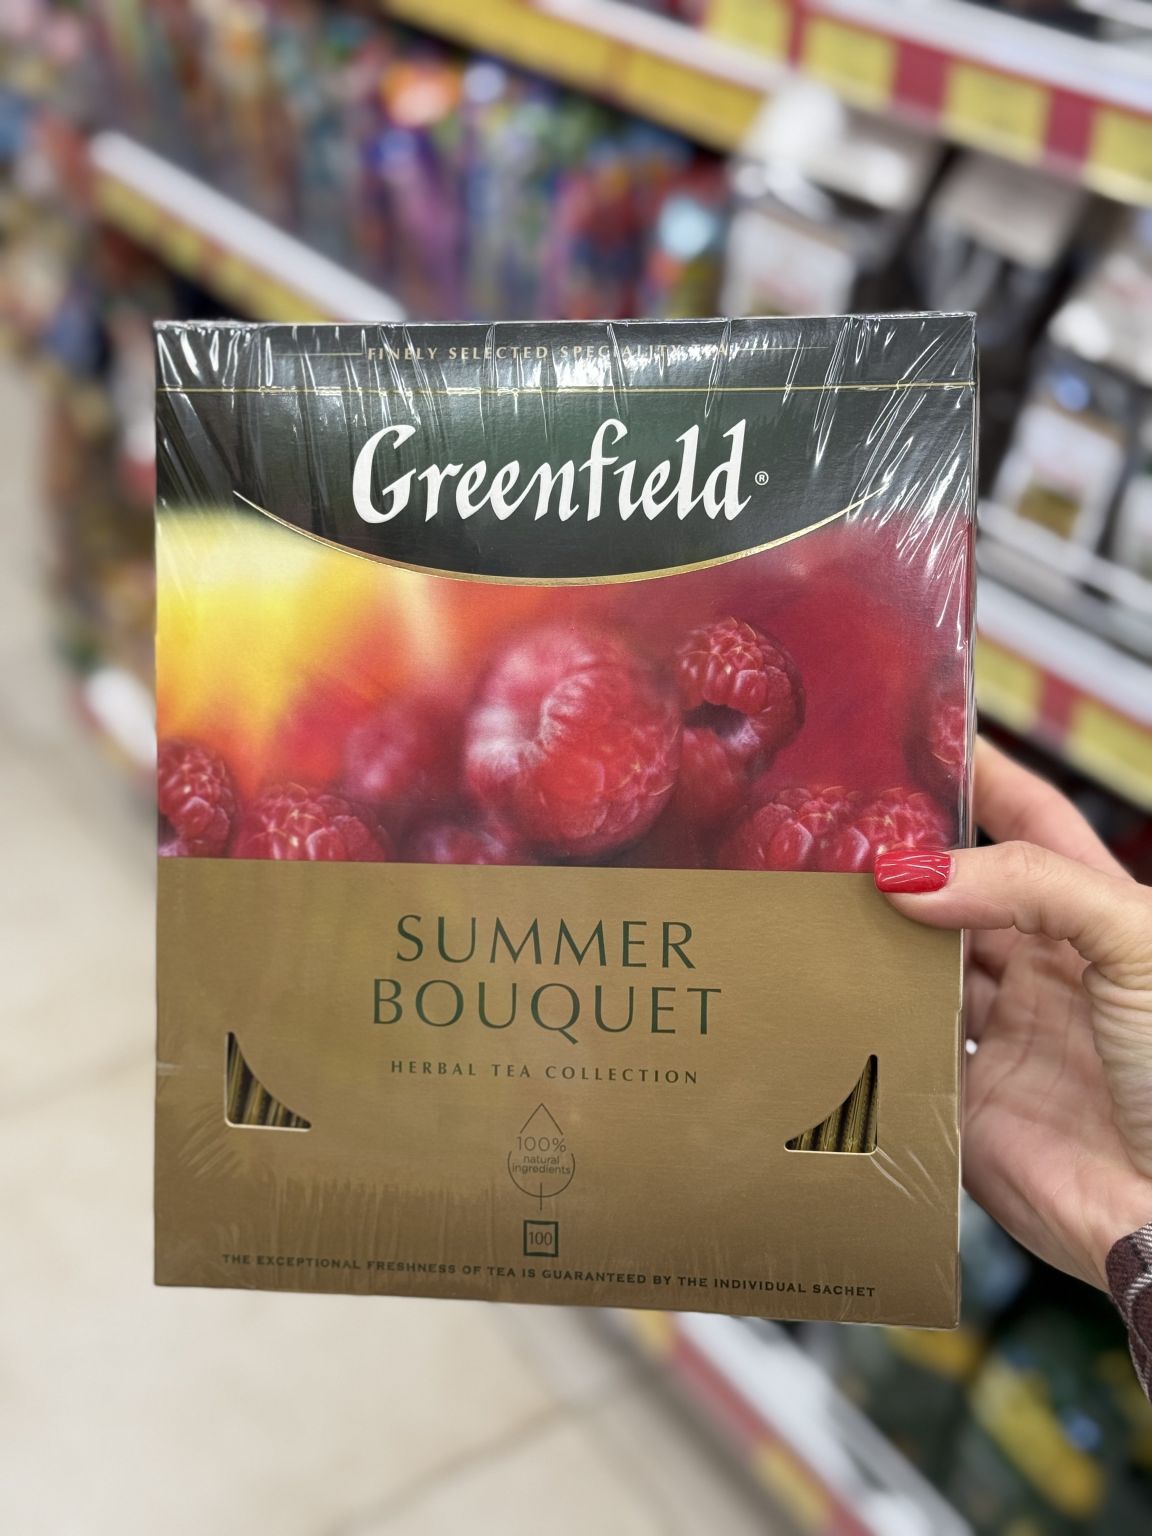 FINELY SELECTED SPECIALITY TEA
Greenfield®
SUMMER
BOUQUET
HERBAL TEA COLLECTION
100%
natural
ingredients
100
THE EXCEPTIONAL FRESHNESS OF TEA IS GUARANTEED BY THE INDIVIDUAL SACHET